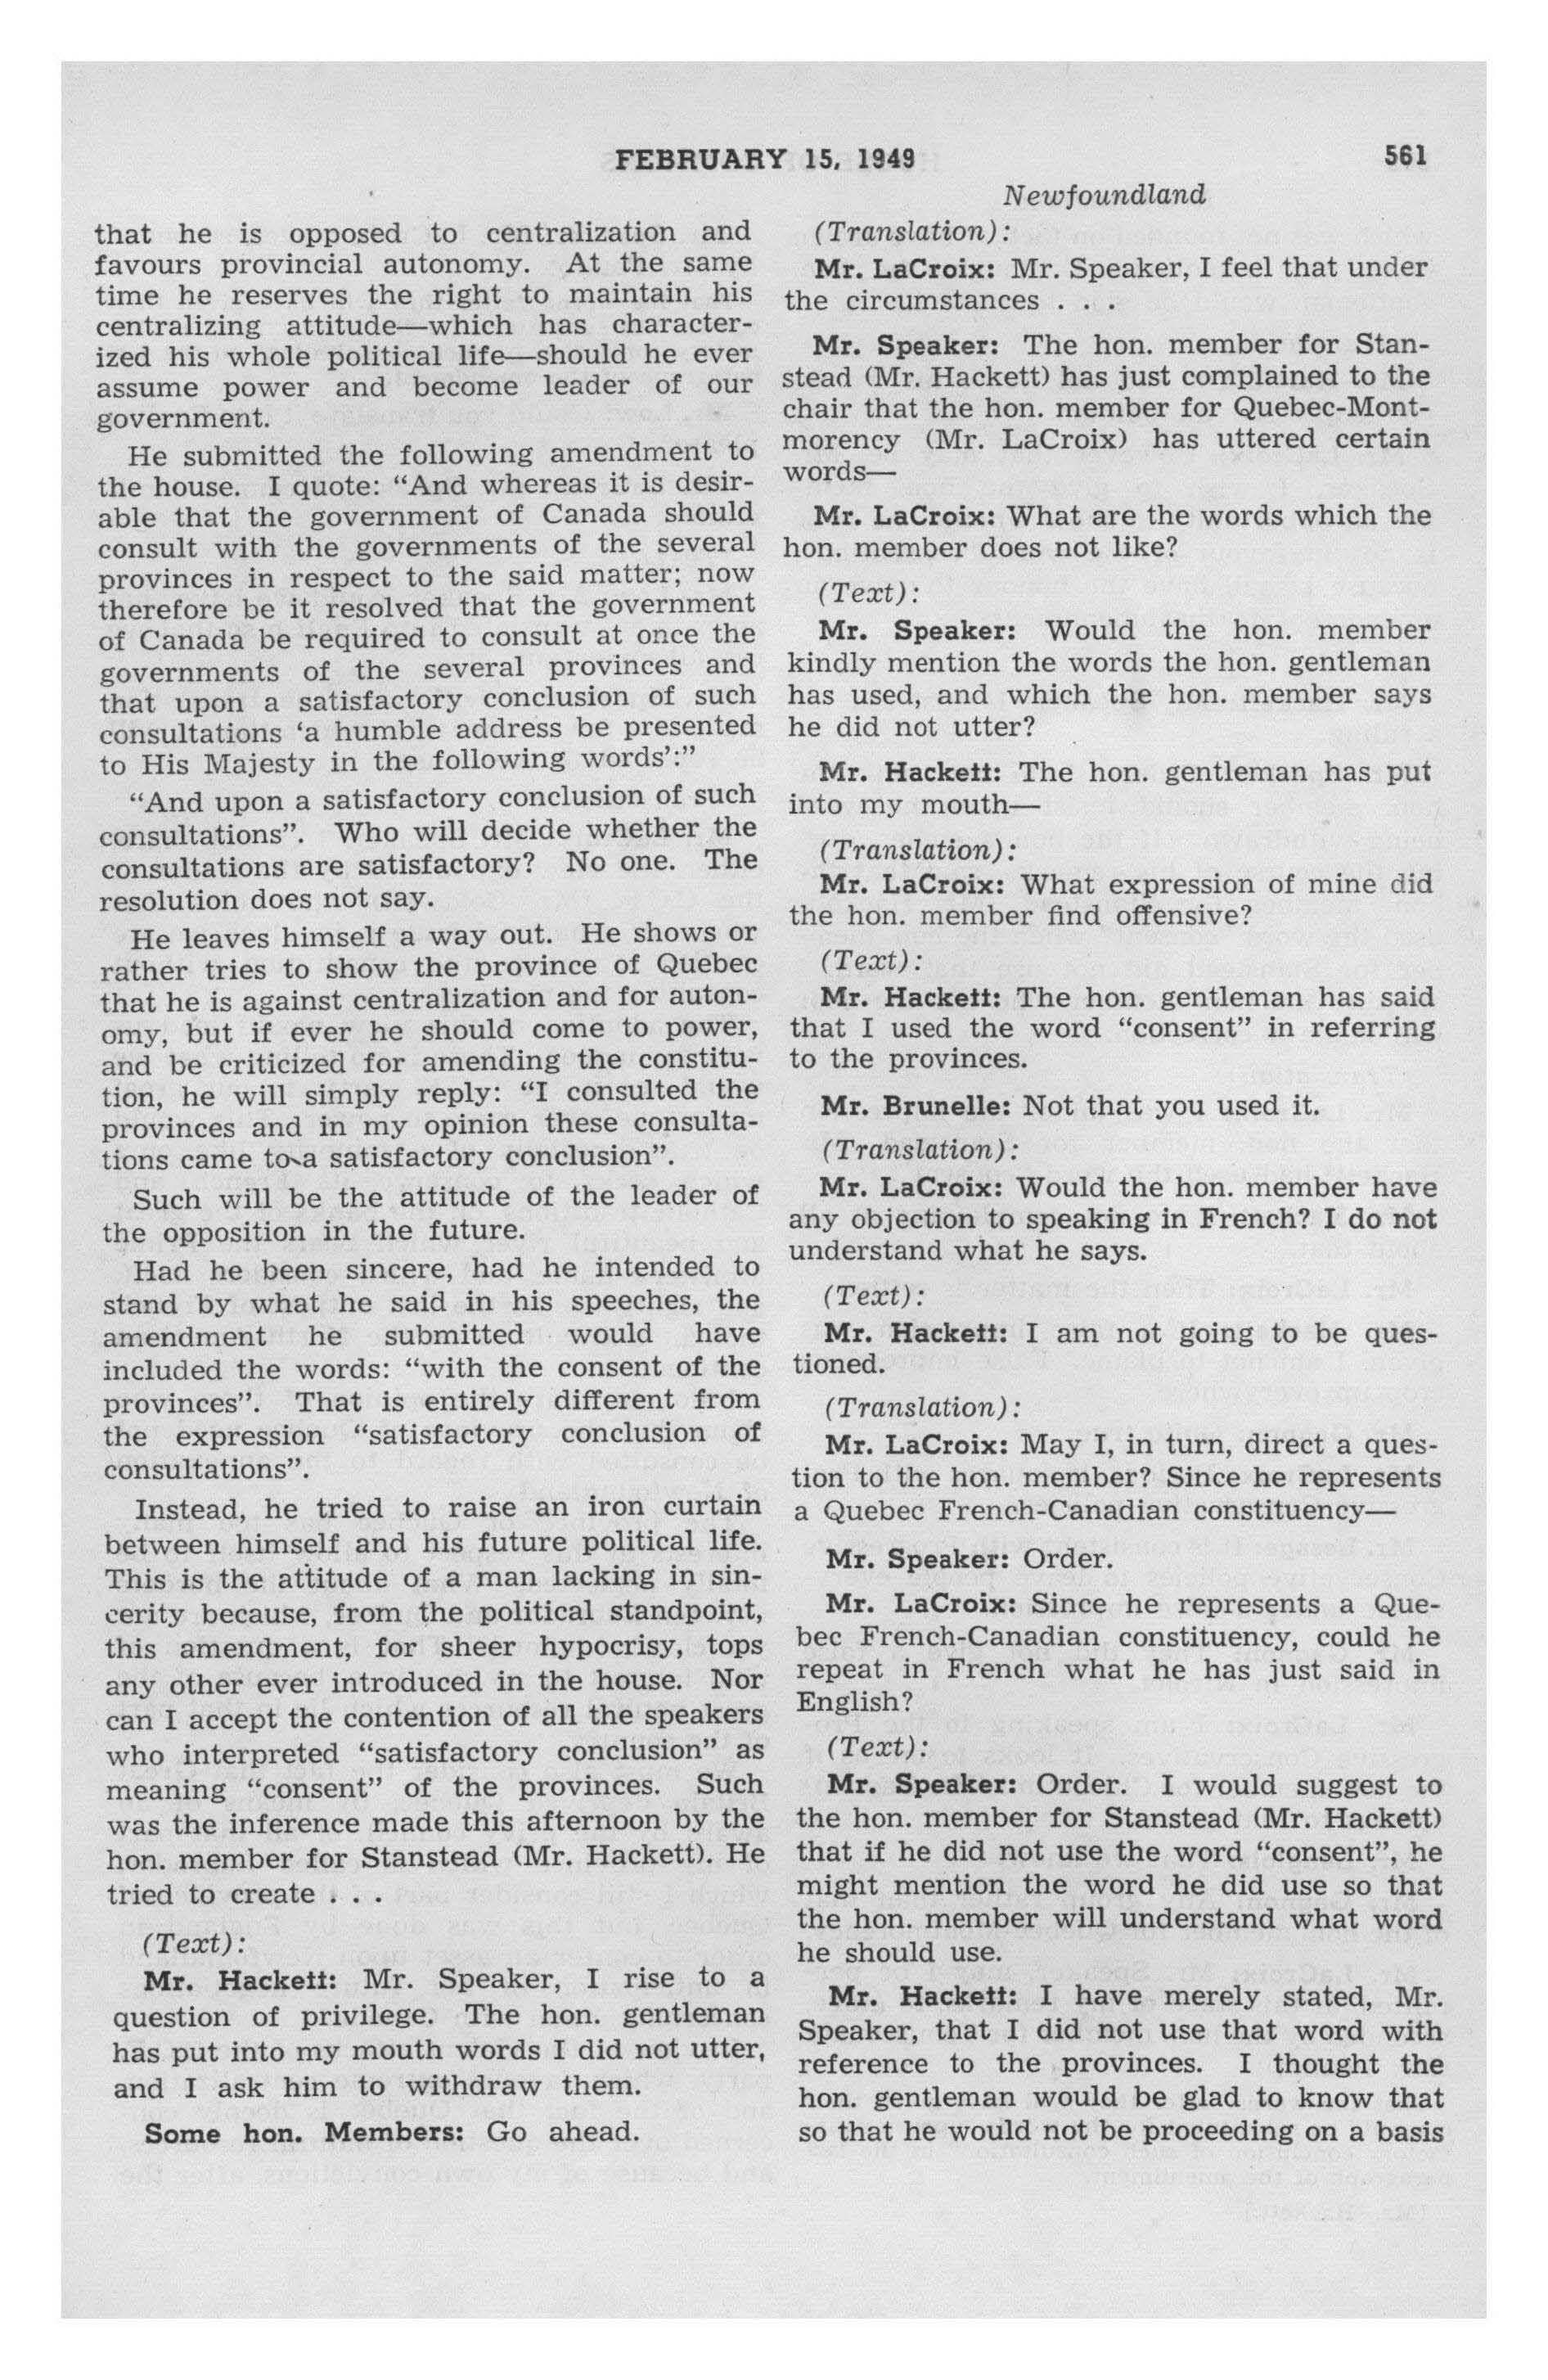 FEBRUARY 15, 1949
561
Newfoundland
that he is opposed to centralization and
favours provincial autonomy. At the same
time he reserves the right to maintain his
centralizing attitude—which has character-
ized his whole political life—should he ever
assume power and become leader of our
government.
He submitted the following amendment to
the house. I quote: “And whereas it is desir-
able that the government of Canada should
consult with the governments of the several
provinces in respect to the said matter; now
therefore be it resolved that the government
of Canada be required to consult at once the
governments of the several provinces and
that upon a satisfactory conclusion of such
consultations ‘a humble address be presented
to His Majesty in the following words’:”
“And upon a satisfactory conclusion of such
consultations”. Who will decide whether the
consultations are satisfactory? No one. The
resolution does not say.
He leaves himself a way out. He shows or
rather tries to show the province of Quebec
that he is against centralization and for auton-
omy, but if ever he should come to power,
and be criticized for amending the constitu-
tion, he will simply reply: “I consulted the
provinces and in my opinion these consulta-
tions came to a satisfactory conclusion”.
Such will be the attitude of the leader of
the opposition in the future.
Had he been sincere, had he intended to
stand by what he said in his speeches, the
amendment he submitted would have
included the words: “with the consent of the
provinces”. That is entirely different from
the expression “satisfactory conclusion of
consultations”.
Instead, he tried to raise an iron curtain
between himself and his future political life.
This is the attitude of a man lacking in sin-
cerity because, from the political standpoint,
this amendment, for sheer hypocrisy, tops
any other ever introduced in the house. Nor
can I accept the contention of all the speakers
who interpreted “satisfactory conclusion” as
meaning “consent” of the provinces. Such
was the inference made this afternoon by the
hon. member for Stanstead (Mr. Hackett). He
tried to create . . .
(Text):
Mr. Hackett: Mr. Speaker, I rise to a
question of privilege. The hon. gentleman
has put into my mouth words I did not utter,
and I ask him to withdraw them.
Some hon. Members: Go ahead.
(Translation):
Mr. LaCroix: Mr. Speaker, I feel that under
the circumstances . . .
Mr. Speaker: The hon. member for Stan-
stead (Mr. Hackett) has just complained to the
chair that the hon. member for Quebec-Mont-
morency (Mr. LaCroix) has uttered certain
words—
Mr. LaCroix: What are the words which the
hon. member does not like?
(Text):
Mr. Speaker: Would the hon. member
kindly mention the words the hon. gentleman
has used, and which the hon. member says
he did not utter?
Mr. Hackett: The hon. gentleman has put
into my mouth—
(Translation):
Mr. LaCroix: What expression of mine did
the hon. member find offensive?
(Text):
Mr. Hackett: The hon. gentleman has said
that I used the word “consent” in referring
to the provinces.
Mr. Brunelle: Not that you used it.
(Translation):
Mr. LaCroix: Would the hon. member have
any objection to speaking in French? I do not
understand what he says.
(Text):
Mr. Hackett: I am not going to be ques-
tioned.
(Translation):
Mr. LaCroix: May I, in turn, direct a ques-
tion to the hon. member? Since he represents
a Quebec French-Canadian constituency—
Mr. Speaker: Order.
Mr. LaCroix: Since he represents a Que-
bec French-Canadian constituency, could he
repeat in French what he has just said in
English?
(Text):
Mr. Speaker: Order. I would suggest to
the hon. member for Stanstead (Mr. Hackett)
that if he did not use the word “consent”, he
might mention the word he did use so that
the hon. member will understand what word
he should use.
Mr. Hackett: I have merely stated, Mr.
Speaker, that I did not use that word with
reference to the provinces. I thought the
hon. gentleman would be glad to know that
so that he would not be proceeding on a basis